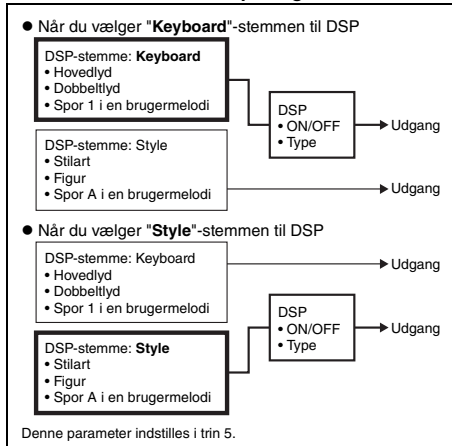 ● Når du vælger "Keyboard"-stemmen til DSP
DSP-stemme: Keyboard
• Hovedlyd
• Dobbeltlyd
• Spor 1 i en brugermelodi
DSP
• ON/OFF
• Type
Udgang
DSP-stemme: Style
• Stilart
• Figur
• Spor A i en brugermelodi
Udgang
● Når du vælger "Style"-stemmen til DSP
DSP-stemme: Keyboard
• Hovedlyd
• Dobbeltlyd
• Spor 1 i en brugermelodi
Udgang
DSP
• ON/OFF
• Type
Udgang
DSP-stemme: Style
• Stilart
• Figur
• Spor A i en brugermelodi
Denne parameter indstilles i trin 5.